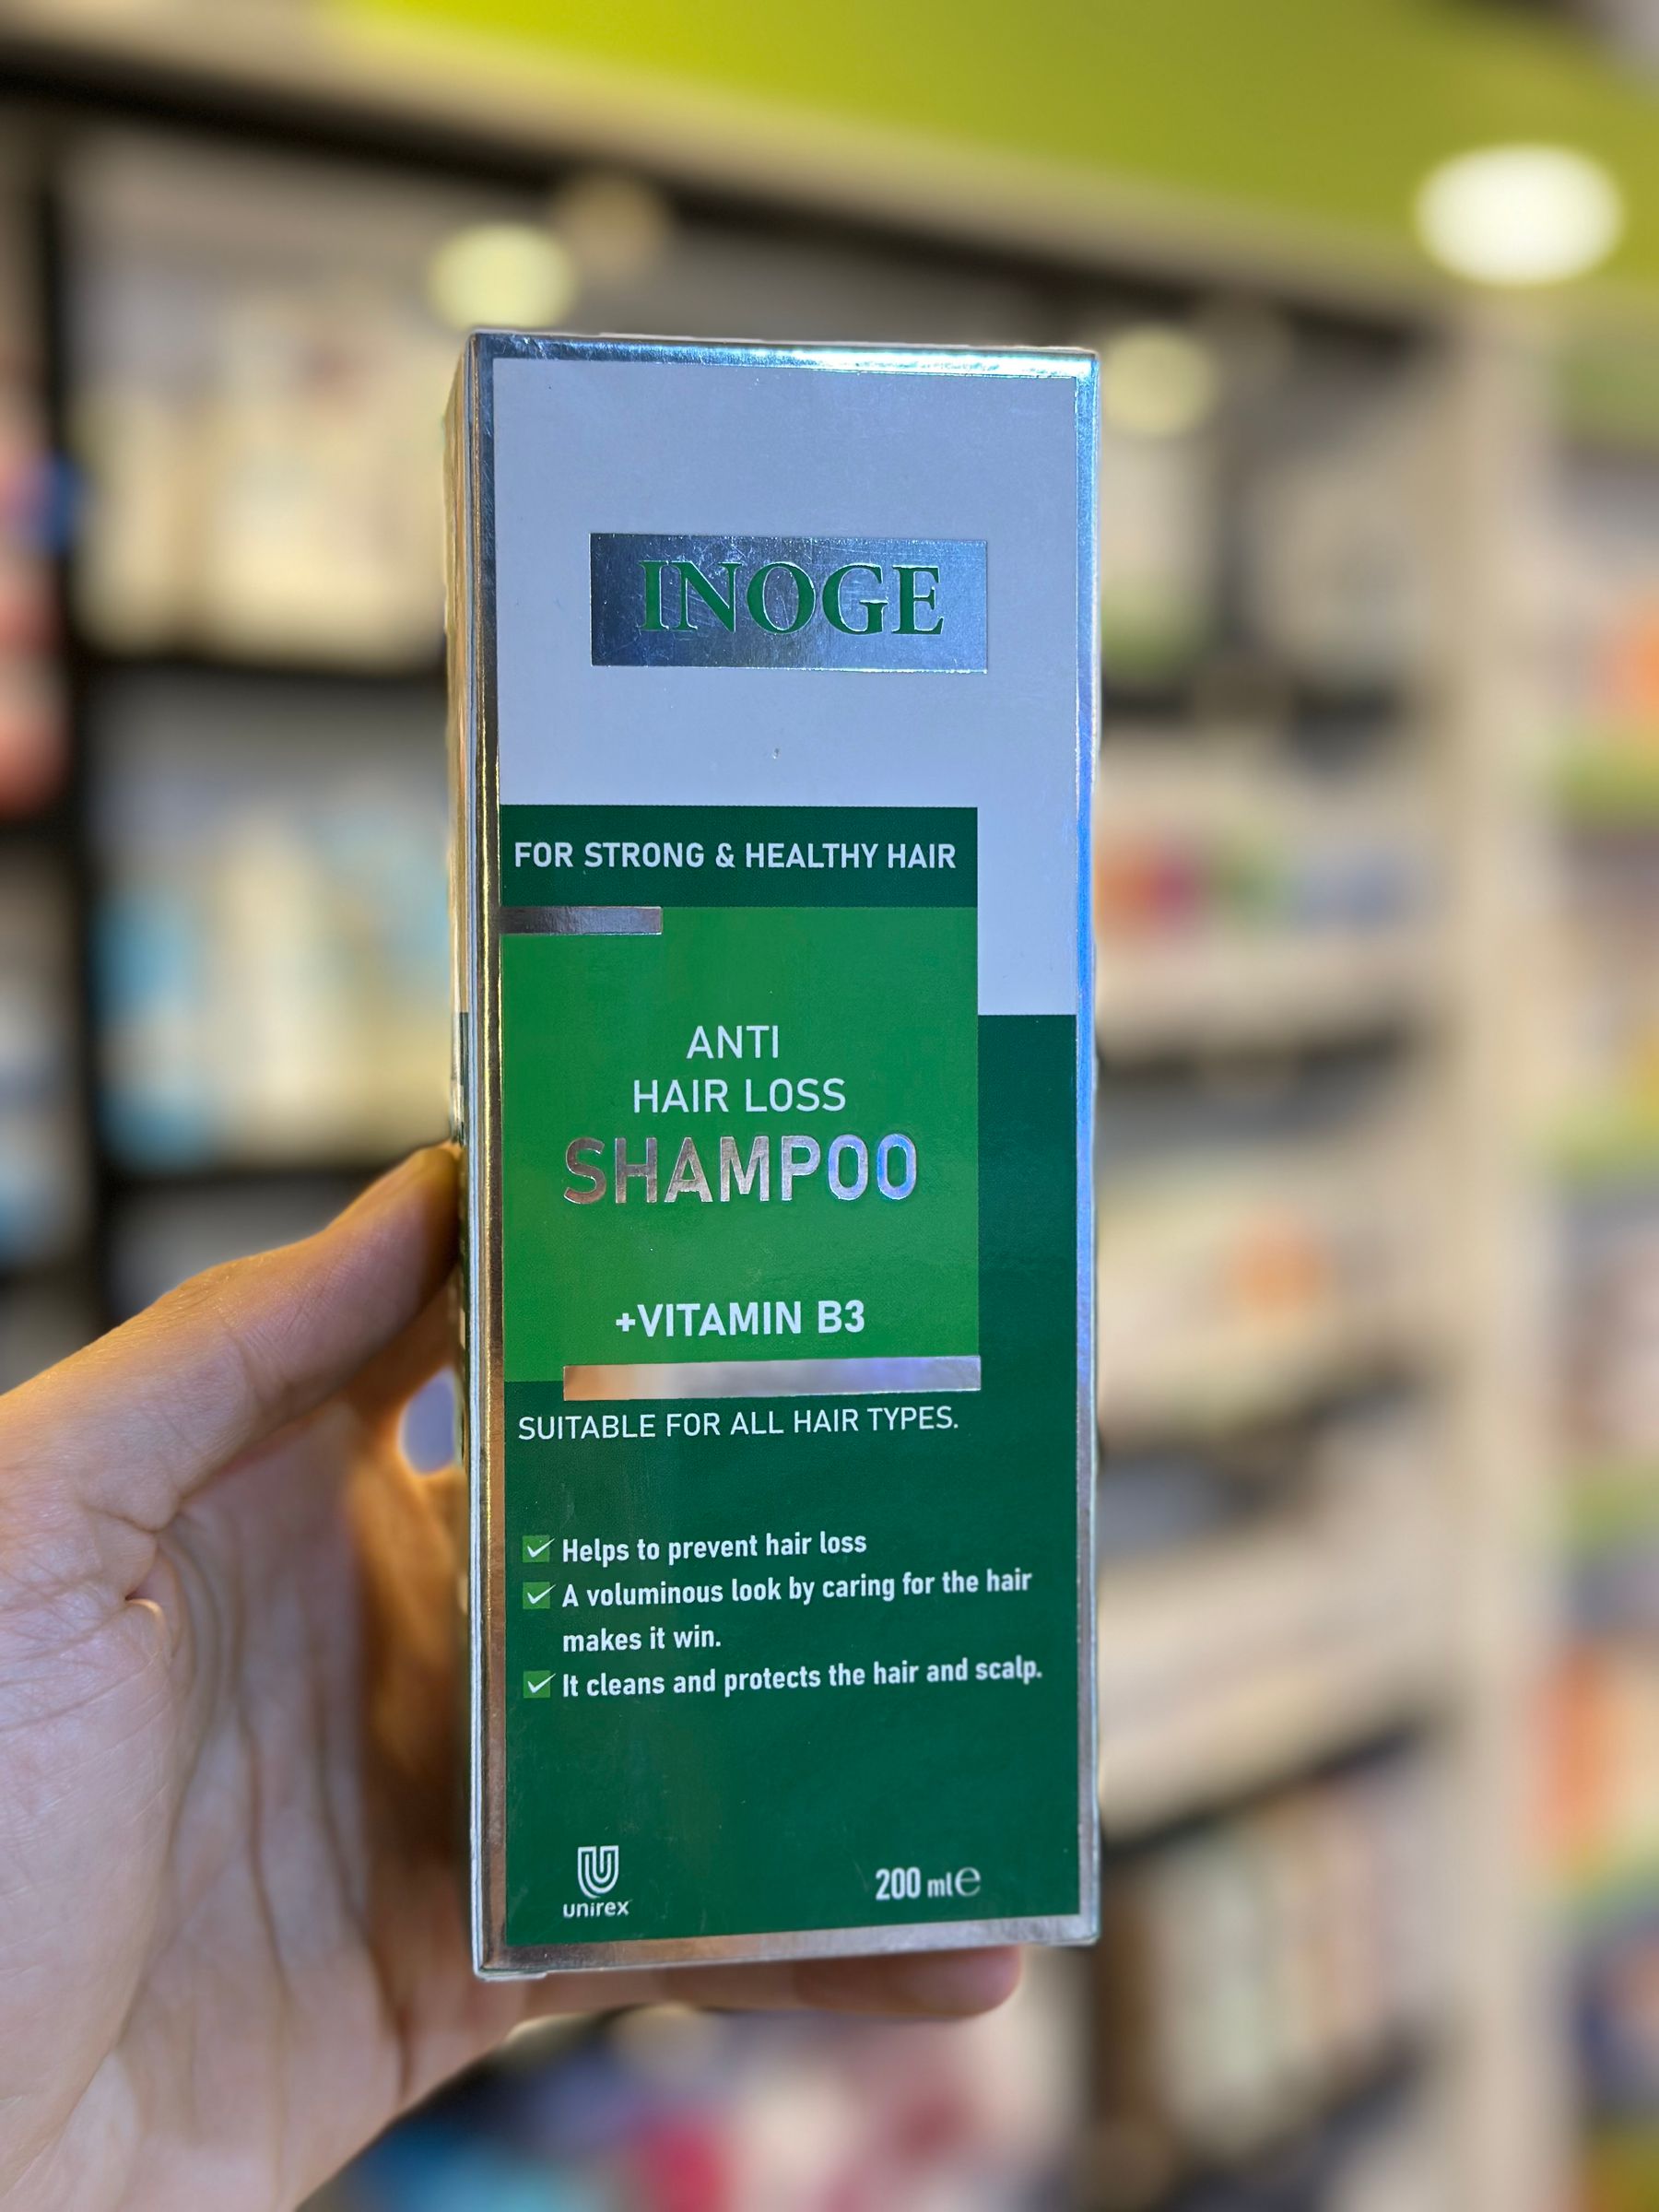 INOGE
FOR STRONG & HEALTHY HAIR
ANTI
HAIR LOSS
SHAMPOO
+VITAMIN B3
SUITABLE FOR ALL HAIR TYPES.
Helps to prevent hair loss
A voluminous look by caring for the hair
makes it win.
It cleans and protects the hair and scalp.
unirex
200 ml e